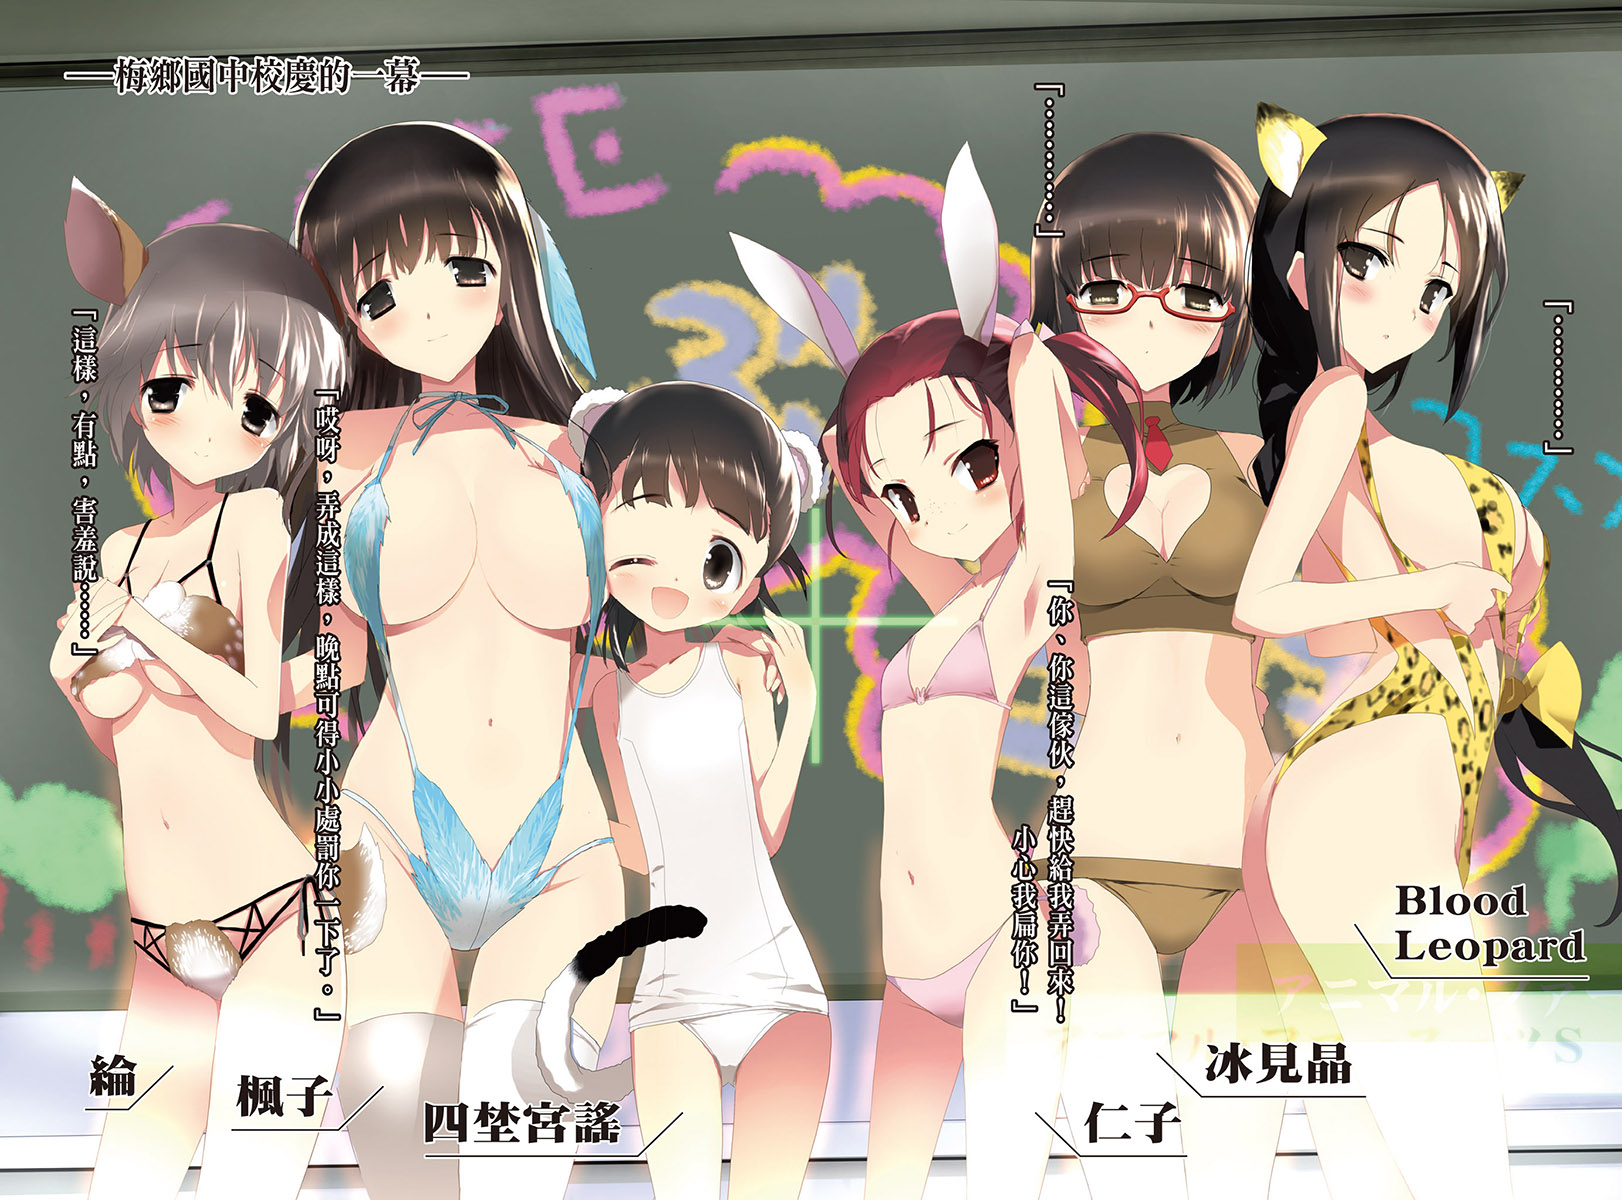 ——梅鄉國中校慶的一幕——
「…………」
「…………」
「你、你這傢伙，趕快給我弄回來！
小心我扁你！」
「哎呀，弄成這樣，晚點可得小小處罰你一下了。」
「這樣，有點，害羞說……」
Blood
Leopard
冰見晶
仁子
四埜宮謠
楓子
綸